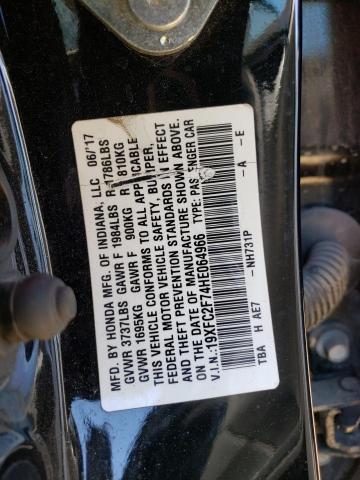 MFD. BY HONDA MFG. OF INDIANA, LLC. 06/'17
GVWR 3737LBS GAWR F 1984LBS R 1786LBS
GVWR 1695KG GAWR F 900KG R 810KG
THIS VEHICLE CONFORMS TO ALL APPLICABLE
FEDERAL MOTOR VEHICLE SAFETY, BUMPER,
AND THEFT PREVENTION STANDARDS IN EFFECT
ON THE DATE OF MANUFACTURE SHOWN ABOVE.
V.I.N.:19XFC2F74HE064966 TYPE: PASSENGER CAR
TBA H AE7 - NH731P -A -E